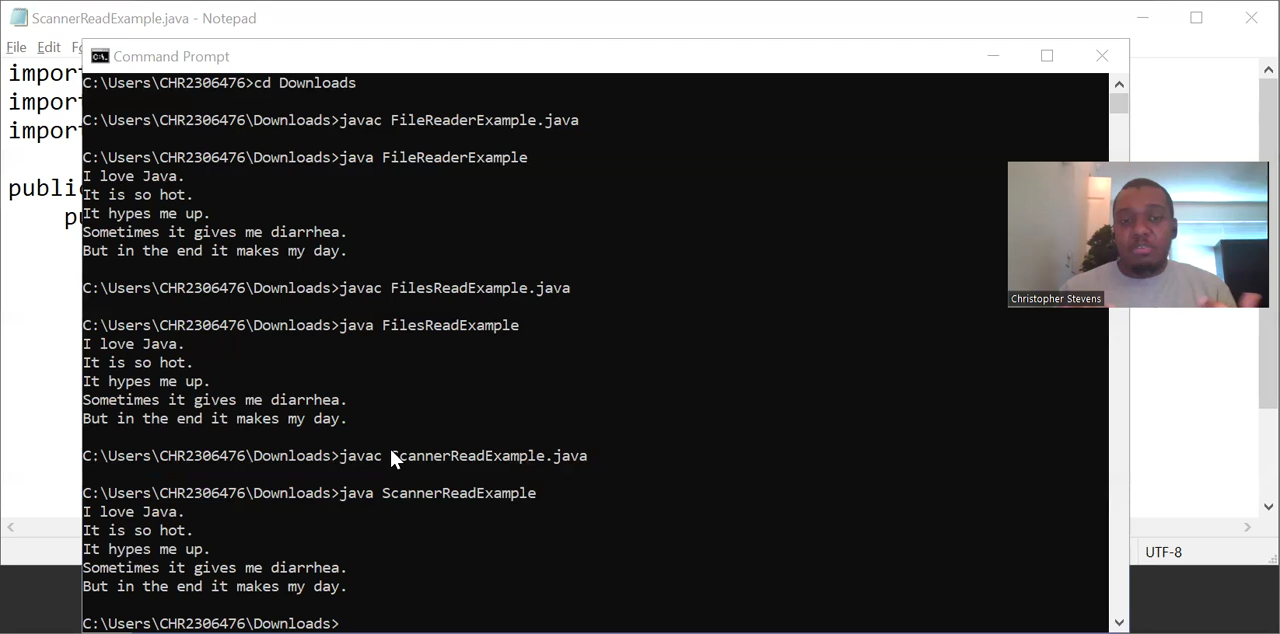 ScannerReadExample.java - Notepad
File Edit
Command Prompt
import
import
import
public
C:\Users\CHR2306476>cd Downloads
C:\Users\CHR2306476\Downloads>javac FileReaderExample.java
C:\Users\CHR2306476\Downloads>java FileReaderExample
I love Java.
It is so hot.
It hypes me up.
Sometimes it gives me diarrhea.
But in the end it makes my day.
C:\Users\CHR2306476\Downloads>javac FilesReadExample.java
C:\Users\CHR2306476\Downloads>java FilesReadExample
I love Java.
It is so hot.
It hypes me up.
Sometimes it gives me diarrhea.
But in the end it makes my day.
C:\Users\CHR2306476\Downloads>javac ScannerReadExample.java
C:\Users\CHR2306476\Downloads>java ScannerReadExample
I love Java.
It is so hot.
It hypes me up.
Sometimes it gives me diarrhea.
But in the end it makes my day.
C:\Users\CHR2306476\Downloads>
Christopher Stevens
UTF-8